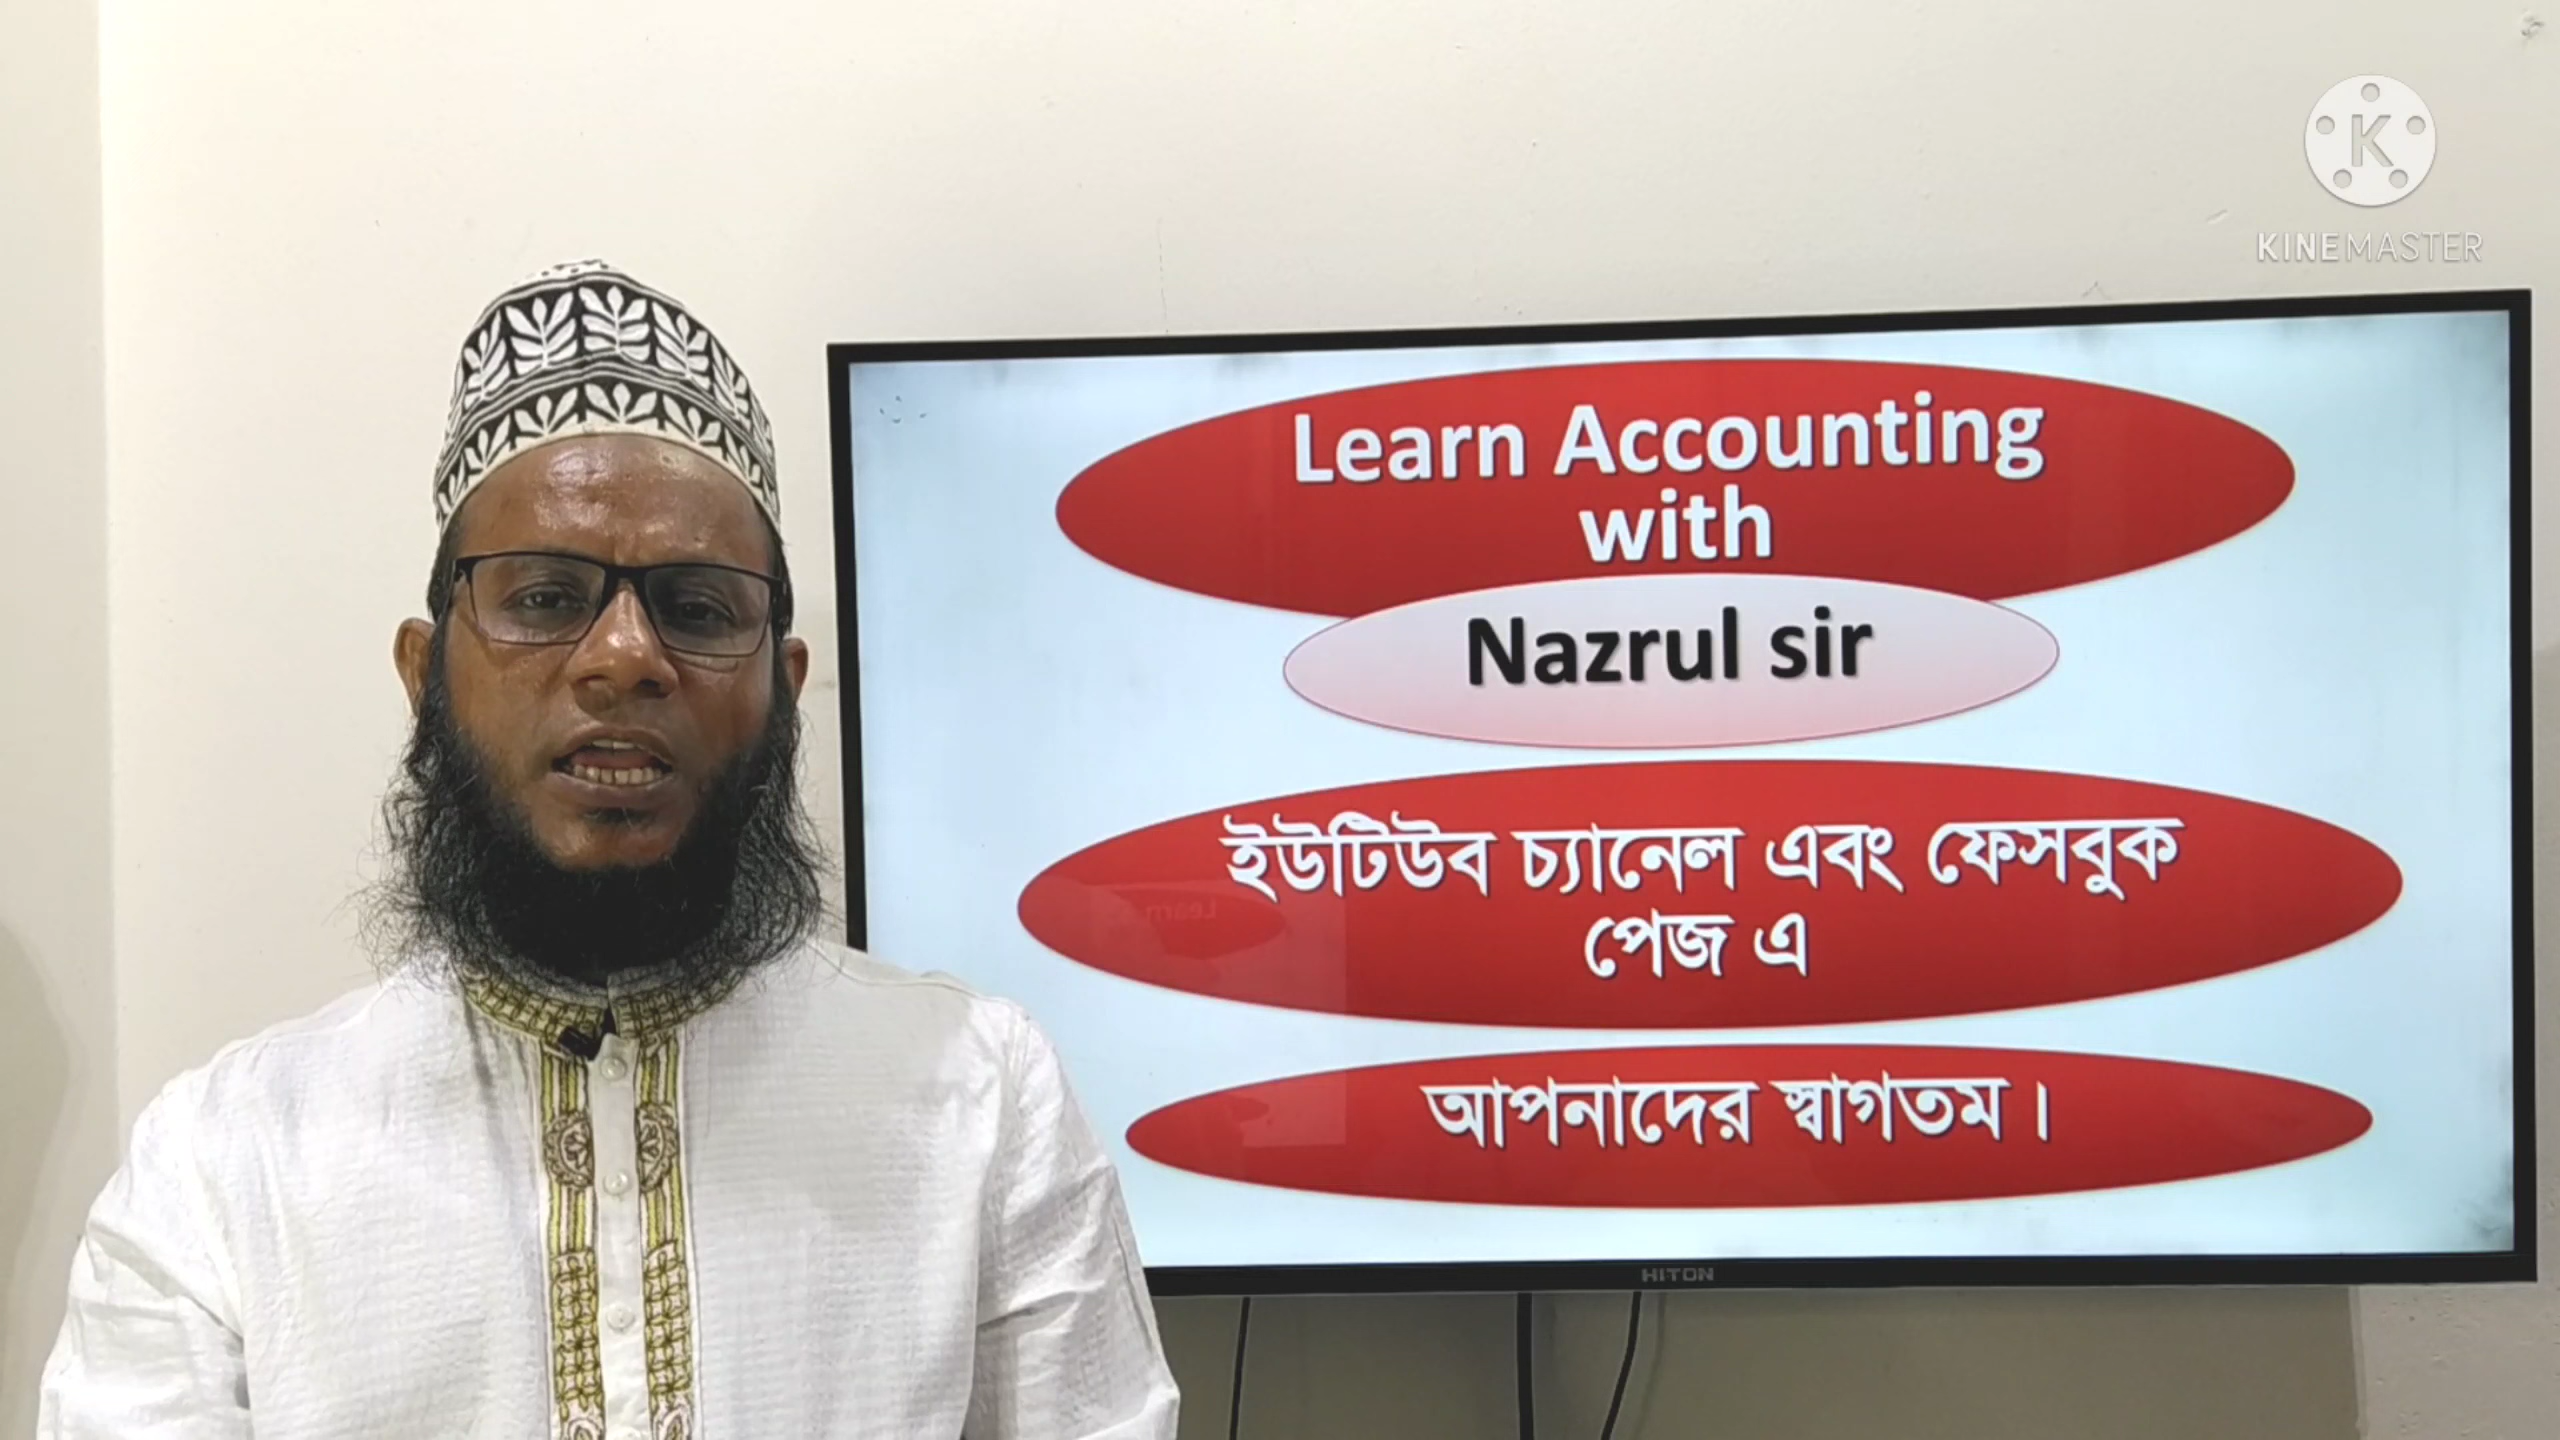 KINEMASTER
Learn Accounting
with
Nazrul sir
ইউটিউব চ্যানেল এবং ফেসবুক
পেজ এ
আপনাদের স্বাগতম।
HITON